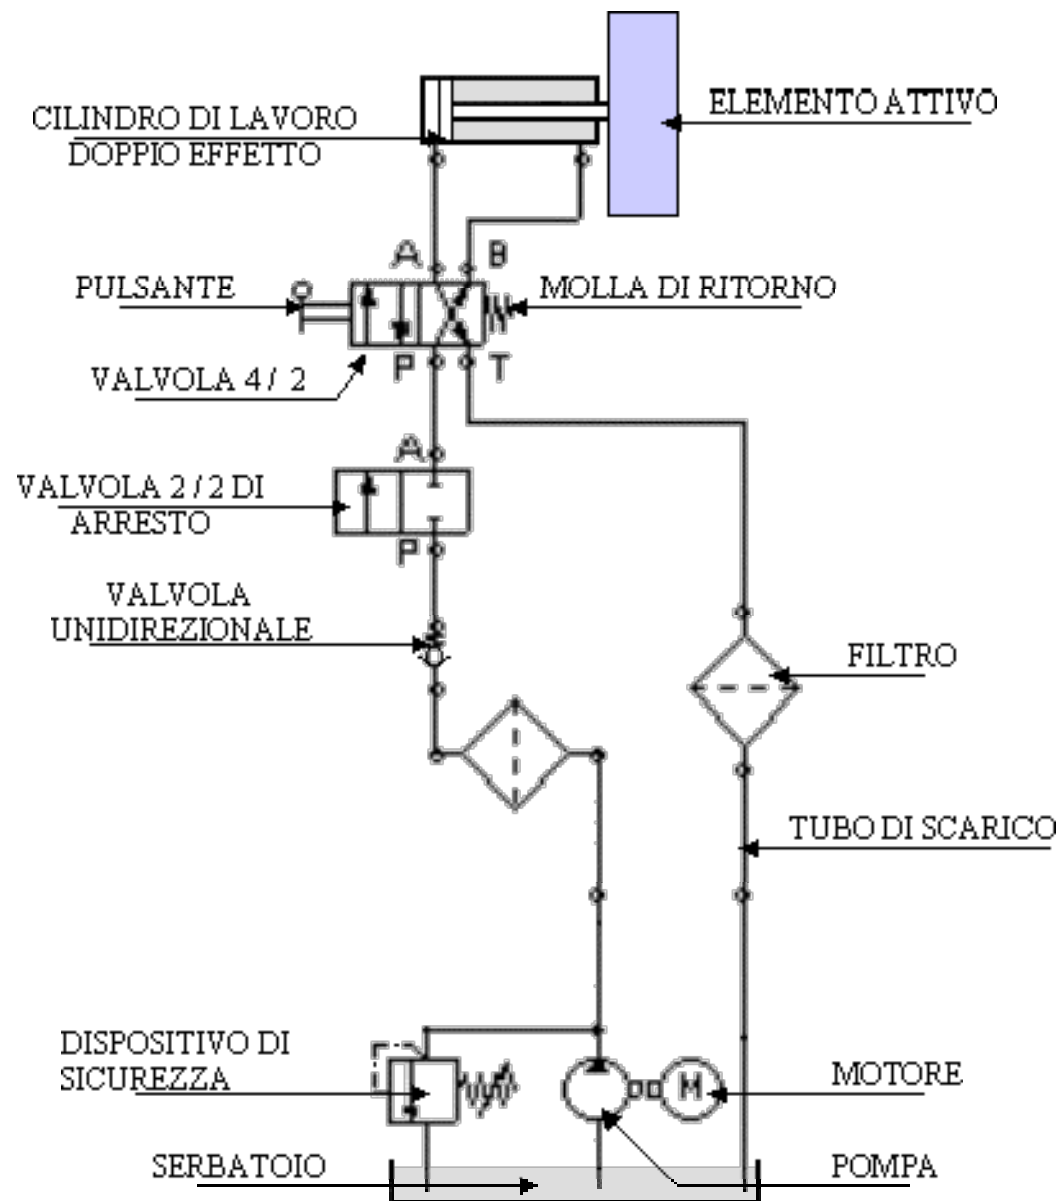 ELEMENTO ATTIVO
CILINDRO DI LAVORO
DOPPIO EFFETTO
A
B
PULSANTE
MOLLA DI RITORNO
P
T
VALVOLA 4 / 2
A
VALVOLA 2 / 2 DI
ARRESTO
P
VALVOLA
UNIDIREZIONALE
FILTRO
TUBO DI SCARICO
DISPOSITIVO DI
SICUREZZA
M
MOTORE
SERBATOIO
POMPA